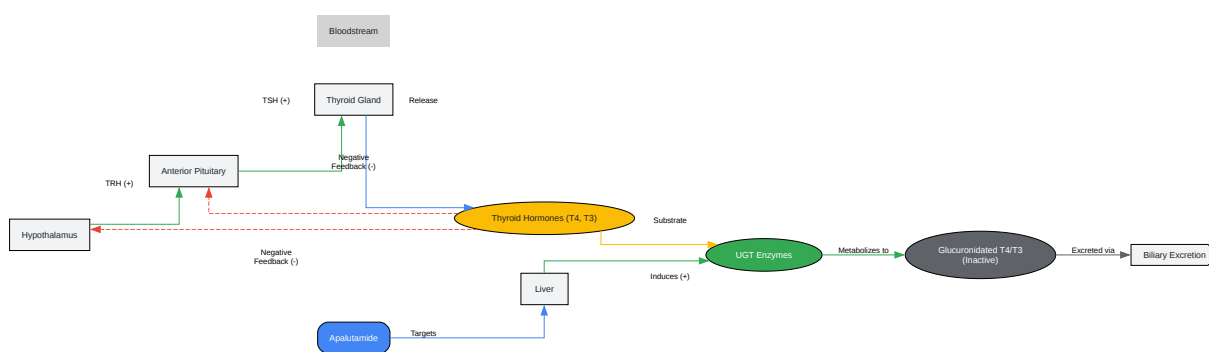 Bloodstream
TSH (+)
Thyroid Gland
Release
Negative
Feedback (-)
Anterior Pituitary
TRH (+)
Hypothalamus
Thyroid Hormones (T4, T3)
Substrate
Negative
Feedback (-)
UGT Enzymes
Metabolizes to
Glucuronidated T4/T3
(Inactive)
Excreted via
Biliary Excretion
Induces (+)
Liver
Apalutamide
Targets